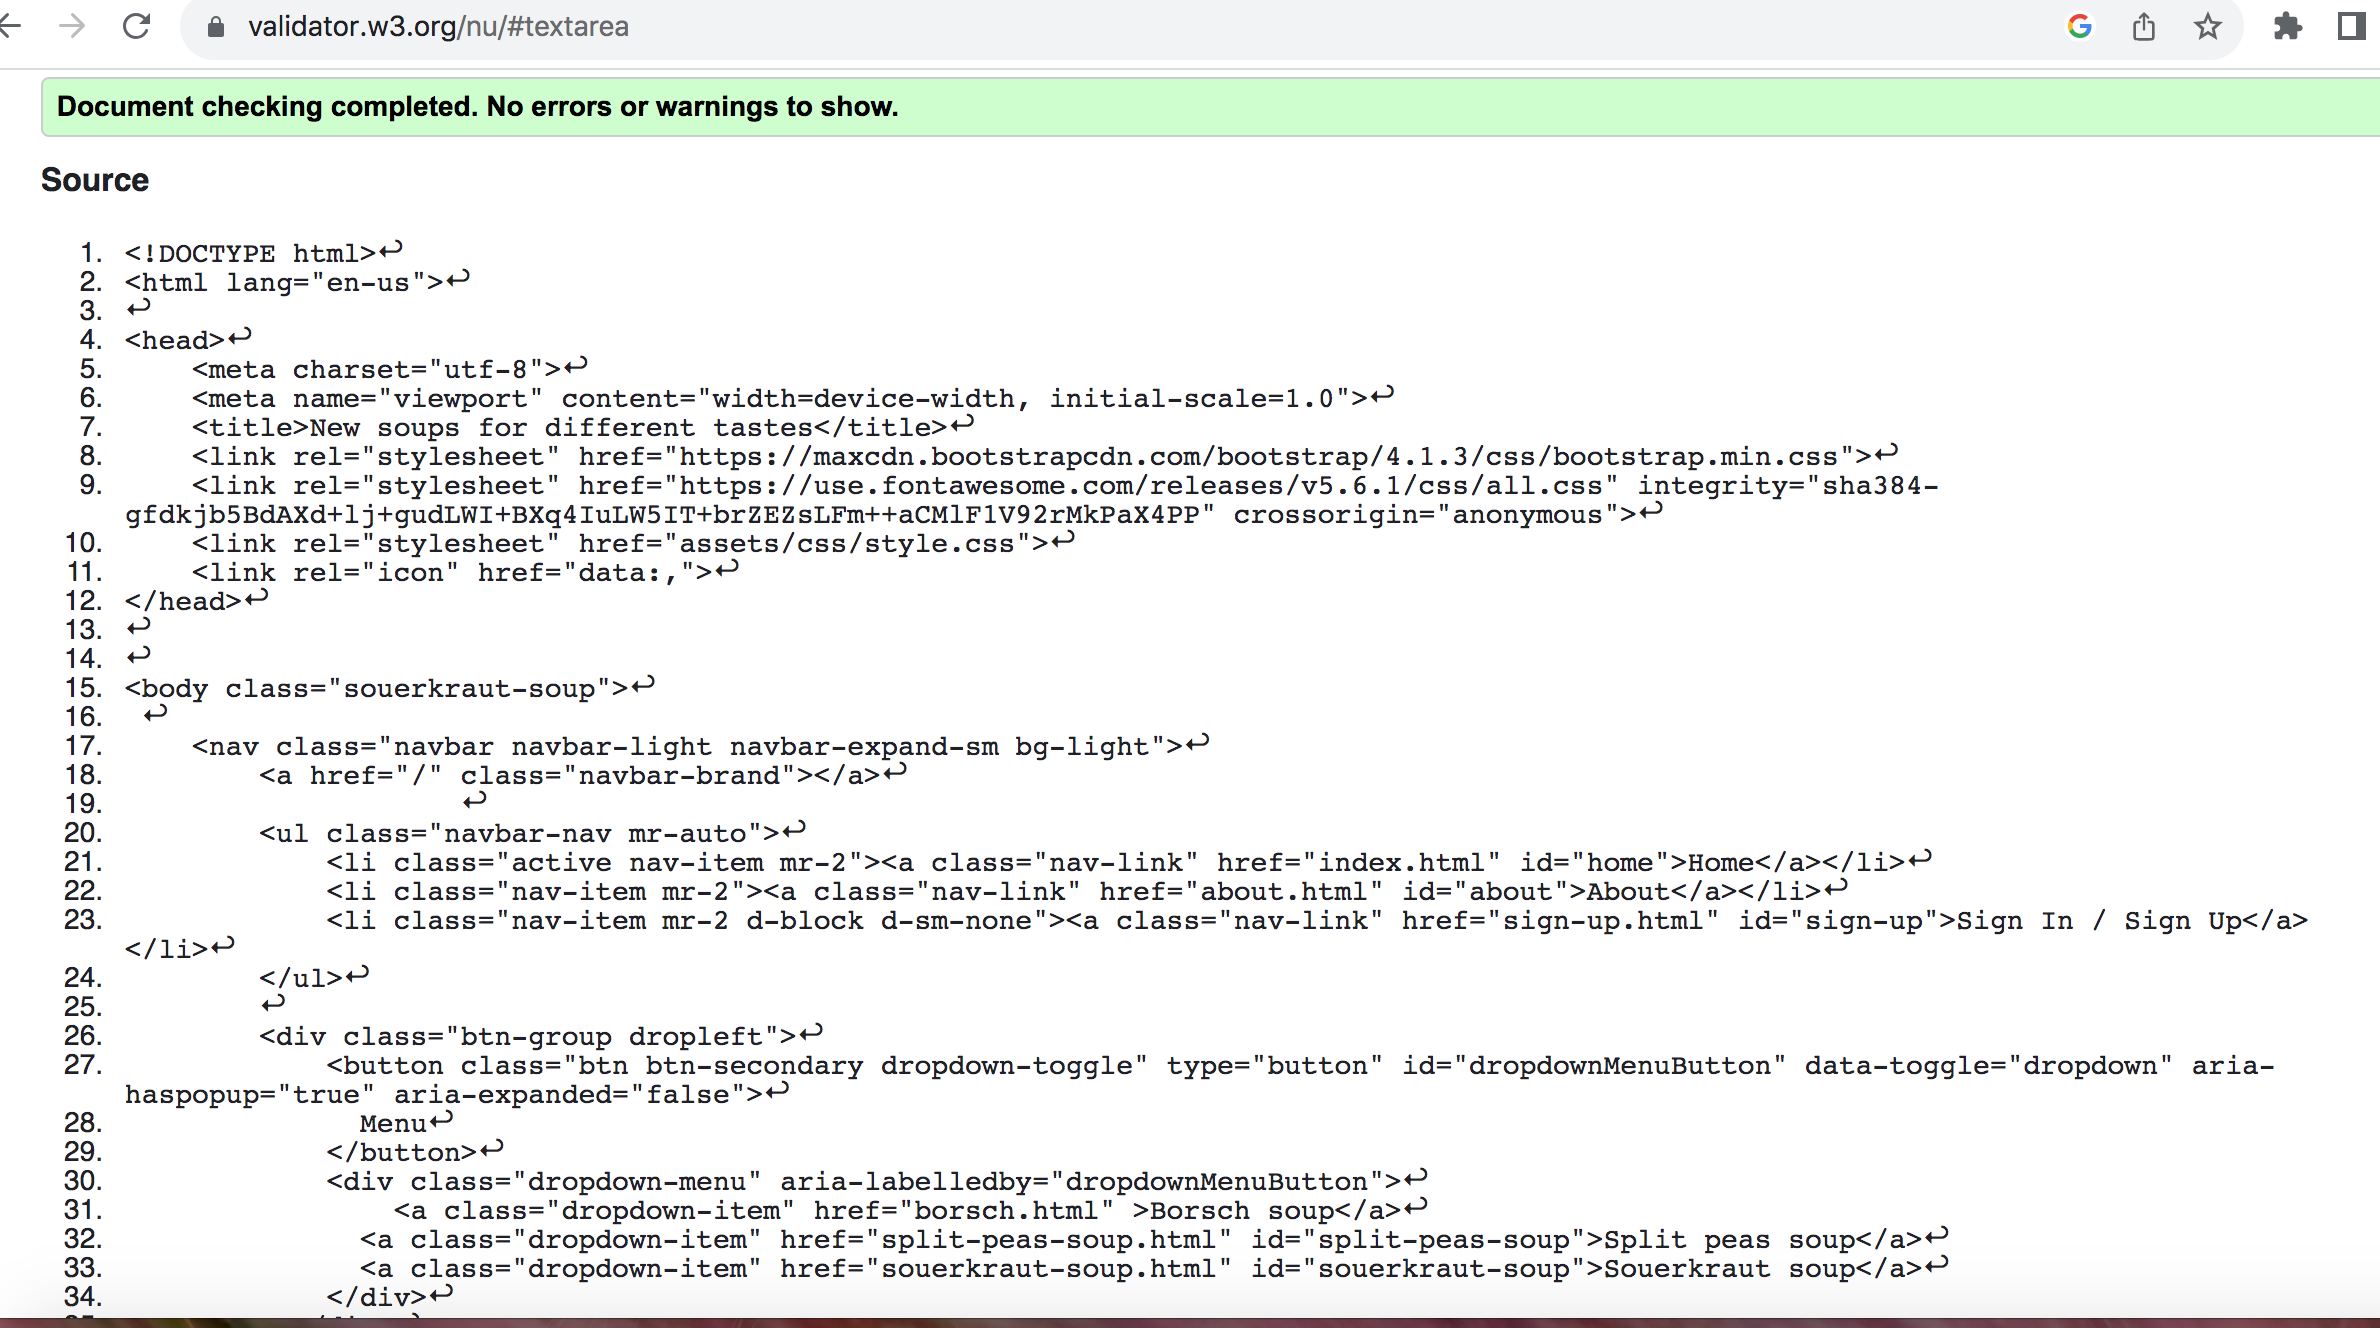 validator.w3.org/nu/#textarea
Document checking completed. No errors or warnings to show.
Source
1. <!DOCTYPE html>↩
2. <html lang="en-us">↩
3. ↩
4. <head>↩
5.     <meta charset="utf-8">↩
6.     <meta name="viewport" content="width=device-width, initial-scale=1.0">↩
7.     <title>New soups for different tastes</title>↩
8.     <link rel="stylesheet" href="https://maxcdn.bootstrapcdn.com/bootstrap/4.1.3/css/bootstrap.min.css">↩
9.     <link rel="stylesheet" href="https://use.fontawesome.com/releases/v5.6.1/css/all.css" integrity="sha384-
gfdkjb5BdAXd+lj+gudLWI+BXq4IuLW5IT+brZEZsLFm++aCMlF1V92rMkPaX4PP" crossorigin="anonymous">↩
10.     <link rel="stylesheet" href="assets/css/style.css">↩
11.     <link rel="icon" href="data:,">↩
12. </head>↩
13. ↩
14. ↩
15. <body class="souerkraut-soup">↩
16.  ↩
17.     <nav class="navbar navbar-light navbar-expand-sm bg-light">↩
18.         <a href="/" class="navbar-brand"></a>↩
19.                     ↩
20.         <ul class="navbar-nav mr-auto">↩
21.             <li class="active nav-item mr-2"><a class="nav-link" href="index.html" id="home">Home</a></li>↩
22.             <li class="nav-item mr-2"><a class="nav-link" href="about.html" id="about">About</a></li>↩
23.             <li class="nav-item mr-2 d-block d-sm-none"><a class="nav-link" href="sign-up.html" id="sign-up">Sign In / Sign Up</a>
</li>↩
24.         </ul>↩
25.         ↩
26.         <div class="btn-group dropleft">↩
27.             <button class="btn btn-secondary dropdown-toggle" type="button" id="dropdownMenuButton" data-toggle="dropdown" aria-
haspopup="true" aria-expanded="false">↩
28.               Menu↩
29.             </button>↩
30.             <div class="dropdown-menu" aria-labelledby="dropdownMenuButton">↩
31.                 <a class="dropdown-item" href="borsch.html" >Borsch soup</a>↩
32.               <a class="dropdown-item" href="split-peas-soup.html" id="split-peas-soup">Split peas soup</a>↩
33.               <a class="dropdown-item" href="souerkraut-soup.html" id="souerkraut-soup">Souerkraut soup</a>↩
34.             </div>↩